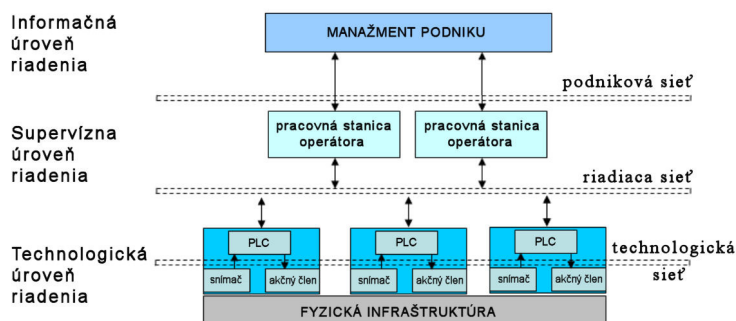 Informačná
úroveň
riadenia
MANAŽMENT PODNIKU
podniková sieť
Supervízna
úroveň
riadenia
pracovná stanica
operátora
pracovná stanica
operátora
riadiaca sieť
Technologická
úroveň
riadenia
PLC
snímač
akčný člen
PLC
snímač
akčný člen
PLC
snímač
akčný člen
technologická
sieť
FYZICKÁ INFRAŠTRUKTÚRA